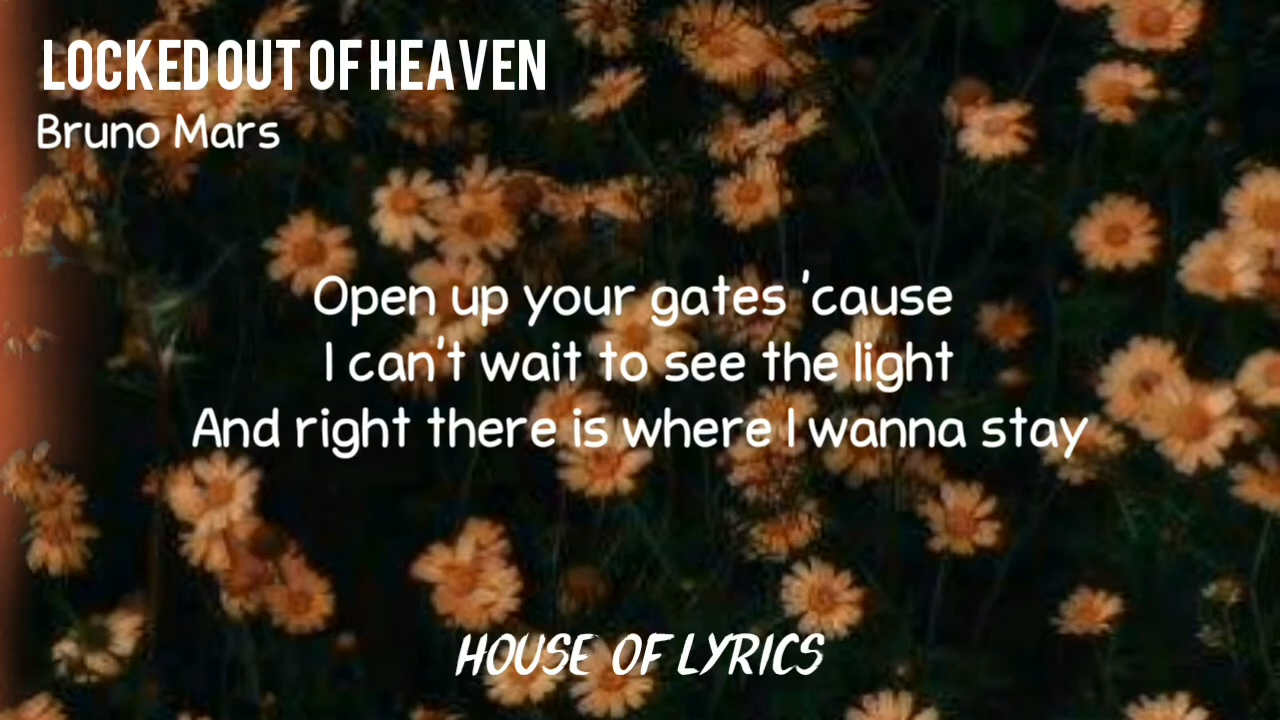 LOCKED OUT OF HEAVEN
Bruno Mars
Open up your gates 'cause
I can't wait to see the light
And right there is where I wanna stay
HOUSE OF LYRICS